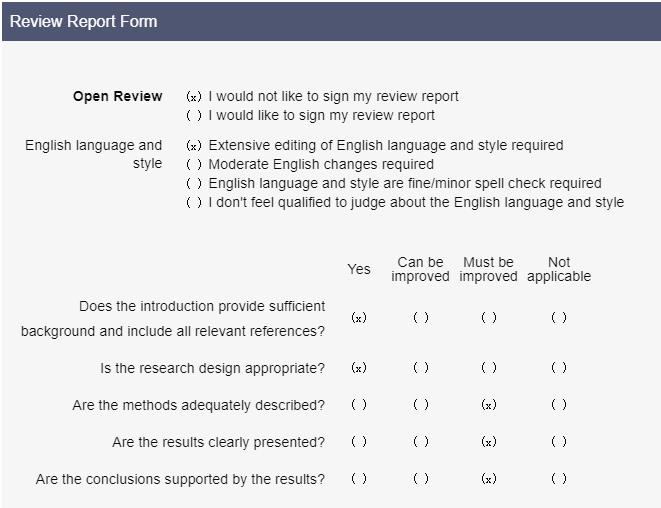 Review Report Form
Open Review (x) I would not like to sign my review report
( ) I would like to sign my review report
English language and (x) Extensive editing of English language and style required
style ( ) Moderate English changes required
( ) English language and style are fine/minor spell check required
( ) I don't feel qualified to judge about the English language and style
Yes Can be improved Must be improved Not applicable
Does the introduction provide sufficient
background and include all relevant references? (x) ( ) ( ) ( )
Is the research design appropriate? (x) ( ) ( ) ( )
Are the methods adequately described? ( ) ( ) (x) ( )
Are the results clearly presented? ( ) ( ) (x) ( )
Are the conclusions supported by the results? ( ) ( ) (x) ( )